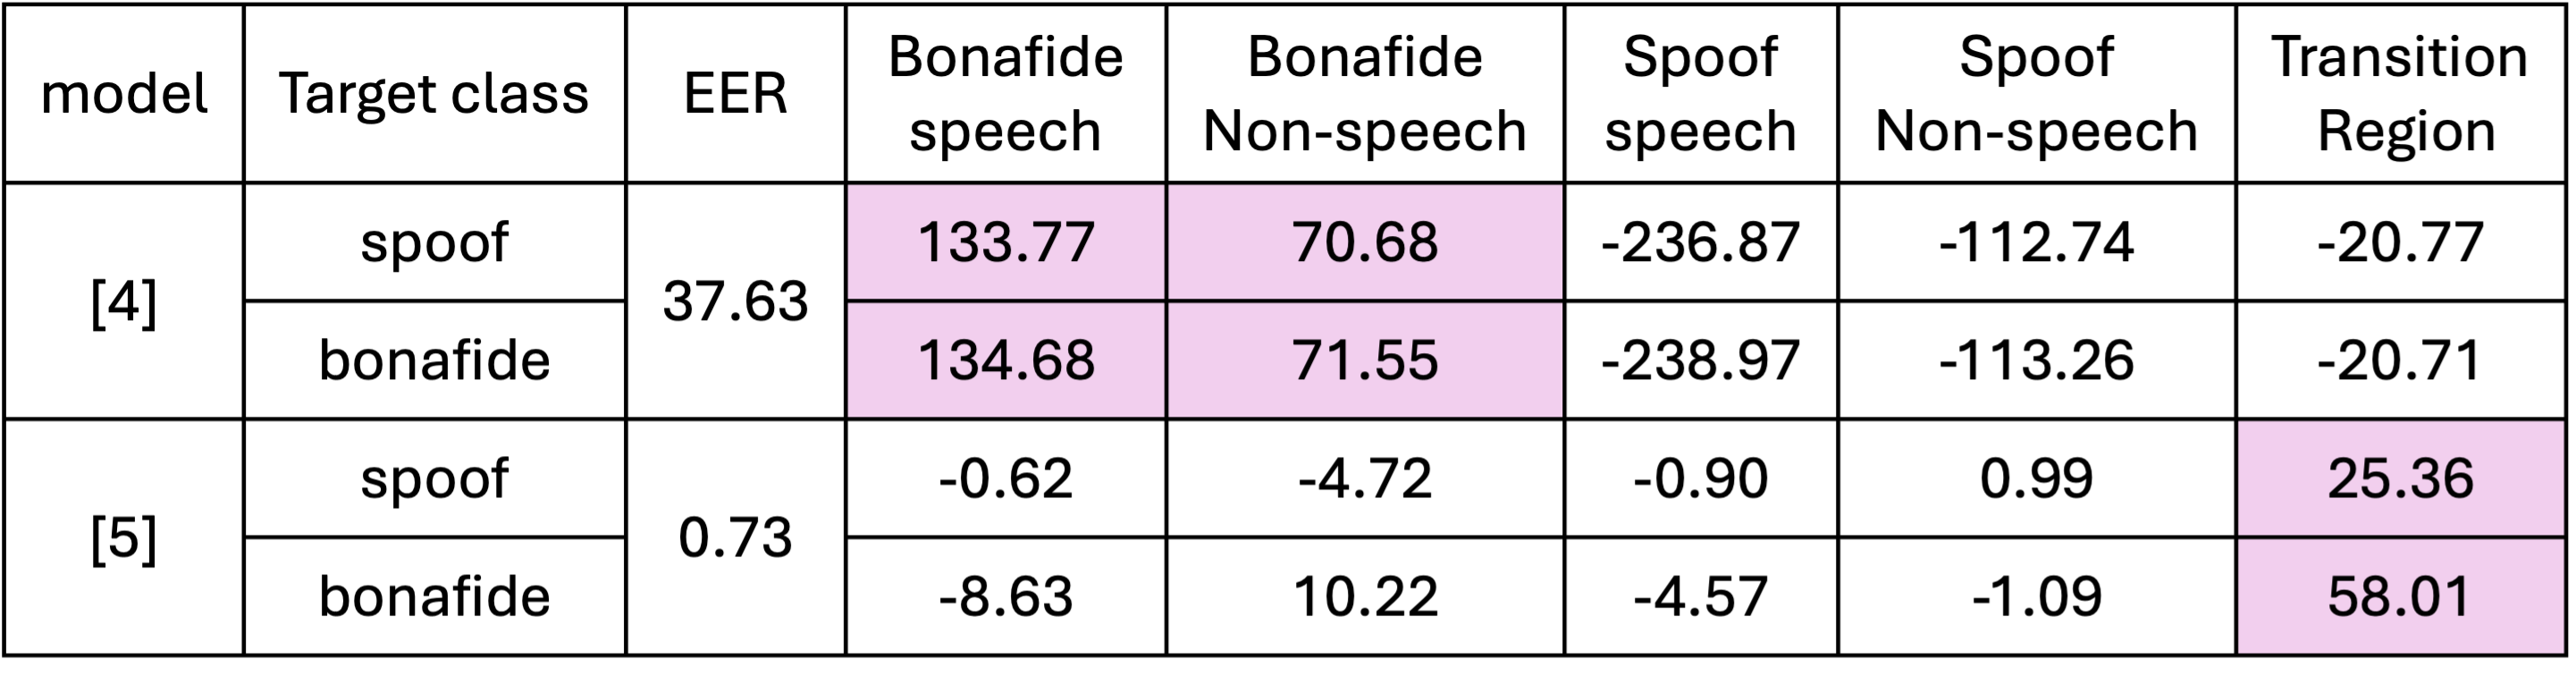 model Target class EER Bonafide speech Bonafide Non-speech Spoof speech Spoof Non-speech Transition Region
[4] spoof 37.63 133.77 70.68 -236.87 -112.74 -20.77
bonafide 134.68 71.55 -238.97 -113.26 -20.71
[5] spoof 0.73 -0.62 -4.72 -0.90 0.99 25.36
bonafide -8.63 10.22 -4.57 -1.09 58.01